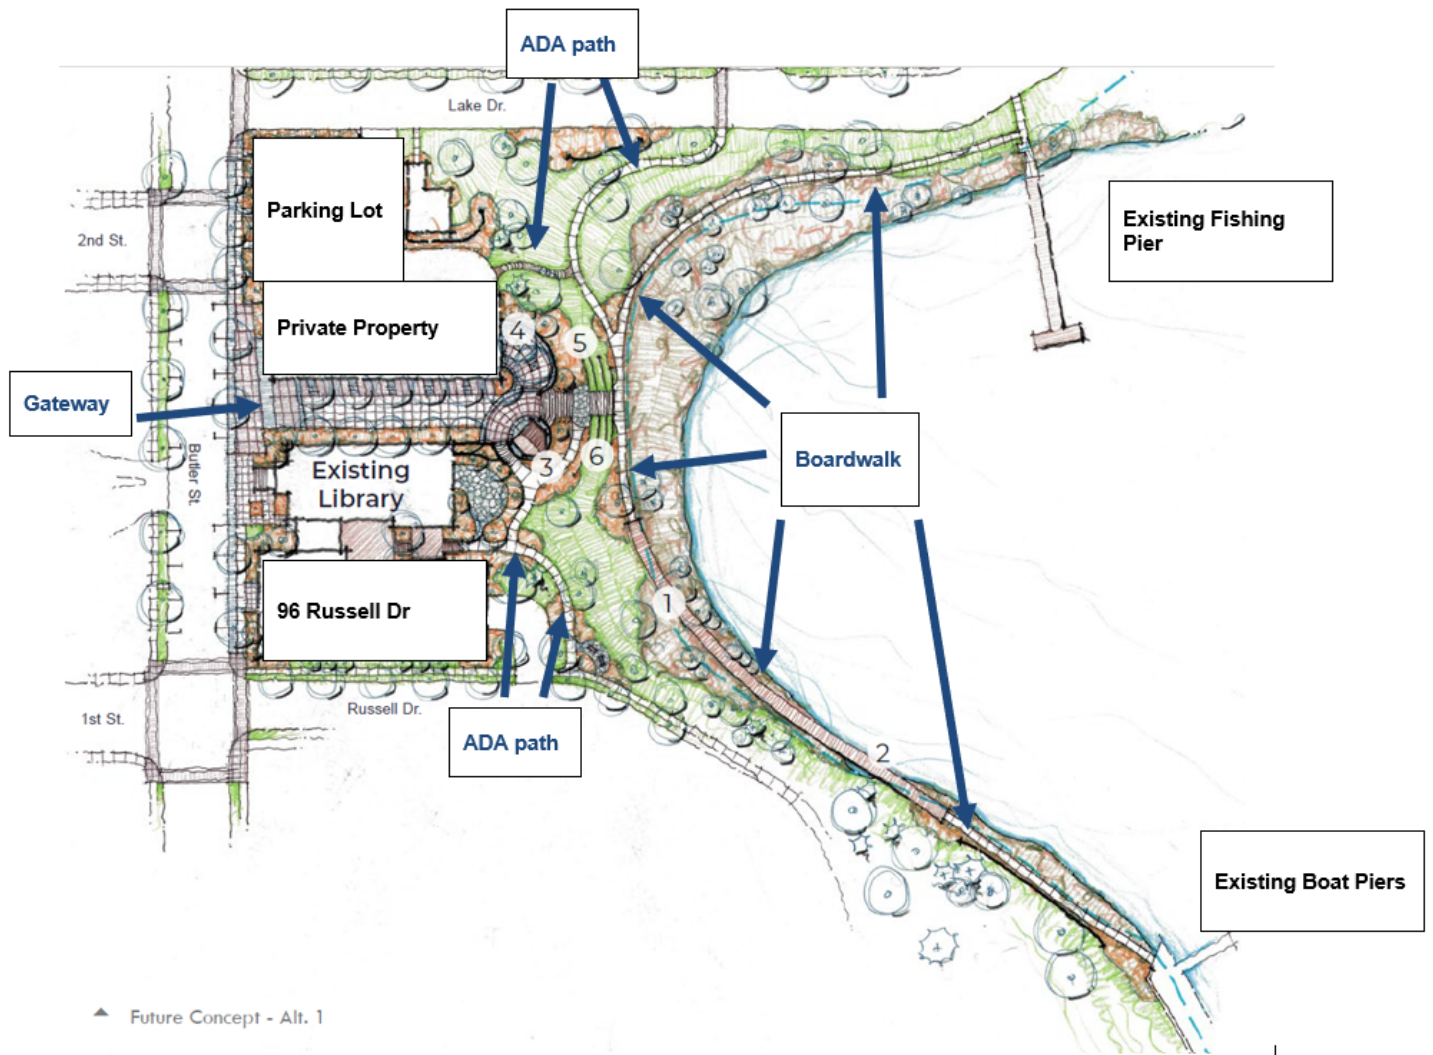 ADA path
Lake Dr.
Parking Lot
Existing Fishing
Pier
2nd St.
Private Property
4
5
Gateway
Butler St.
Existing
Library
3
6
Boardwalk
1
96 Russell Dr
Russell Dr.
1st St.
ADA path
2
Existing Boat Piers
Future Concept - Alt. 1